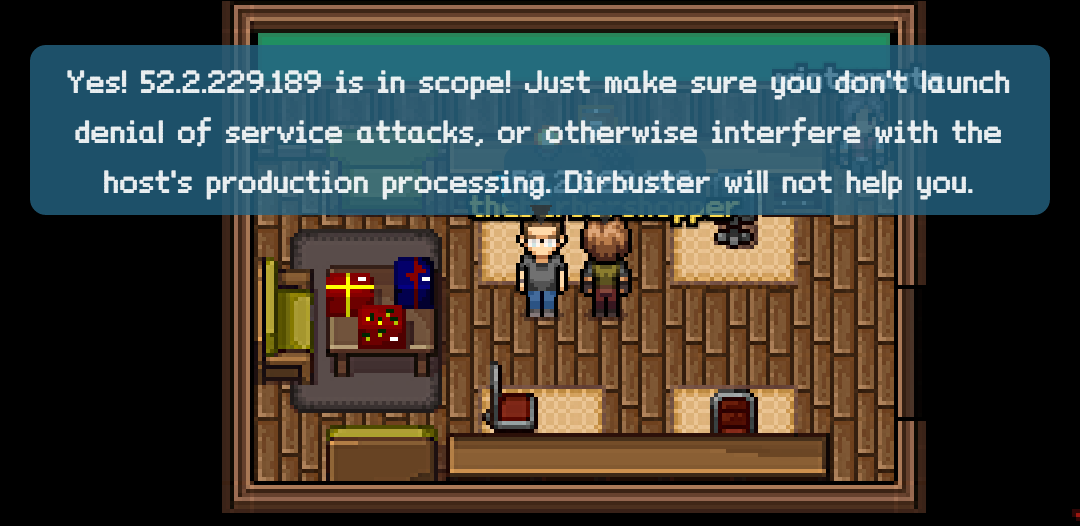 Yes! 52.2.229.189 is in scope! Just make sure you don't launch
denial of service attacks, or otherwise interfere with the
host's production processing. Dirbuster will not help you.